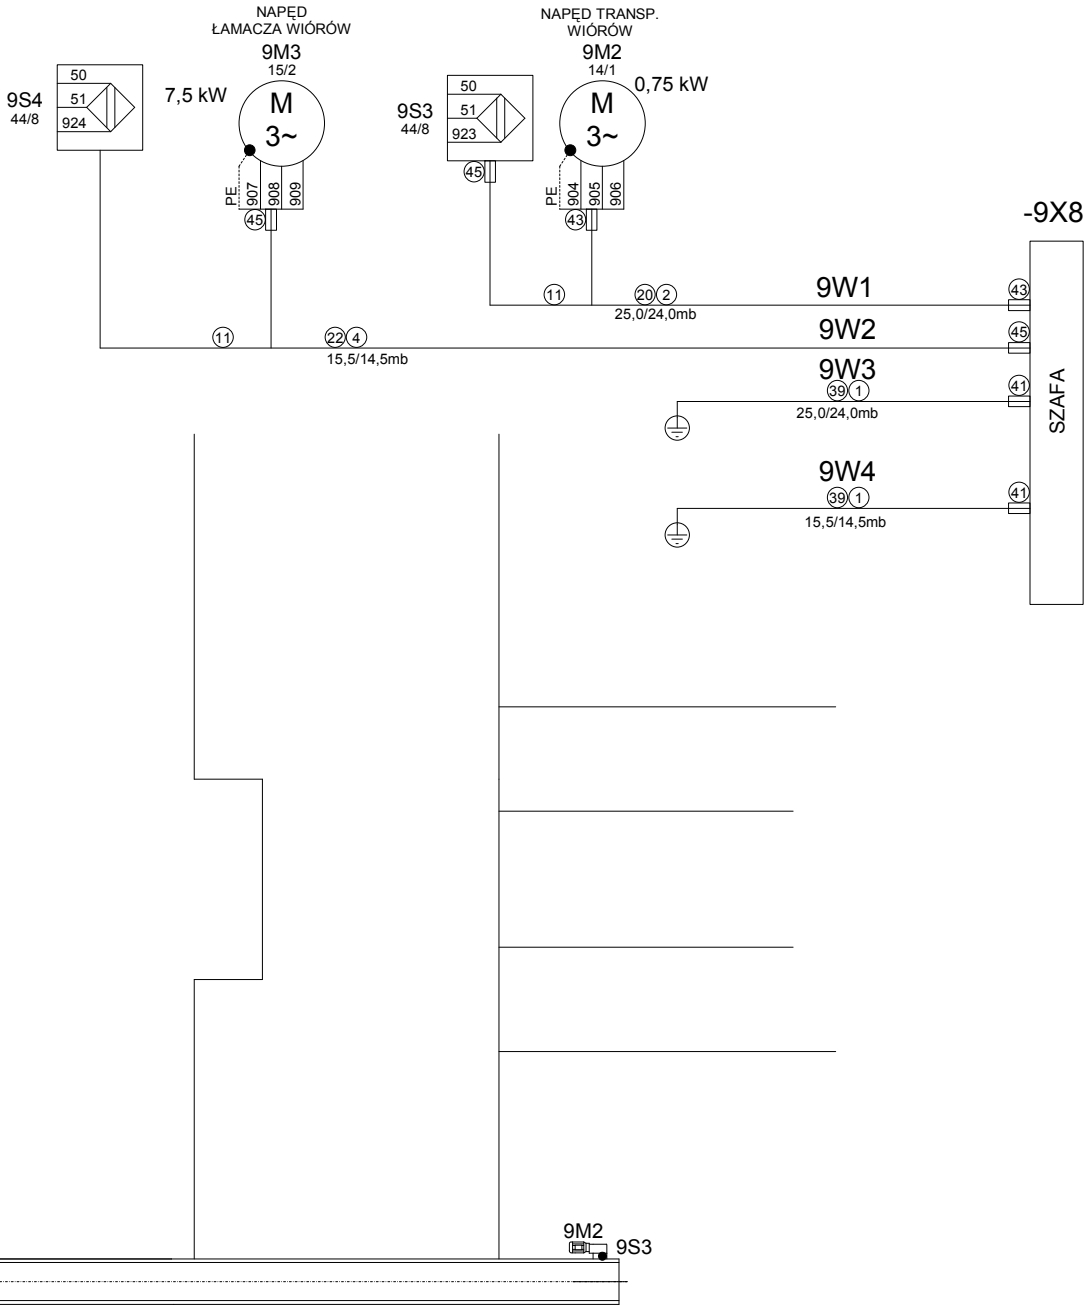 NAPĘD
ŁAMACZA WIÓRÓW
9M3
15/2
7,5 kW
M
3~
PE
907
908
909
45
9S4
44/8
50
51
924
NAPĘD TRANSP.
WIÓRÓW
9M2
14/1
0,75 kW
M
3~
PE
904
905
906
43
9S3
44/8
50
51
923
45
-9X8
SZAFA
11
20 2
25,0/24,0mb
9W1
43
11
22 4
15,5/14,5mb
9W2
45
9W3
39 1
25,0/24,0mb
41
9W4
39 1
15,5/14,5mb
41
9M2
9S3